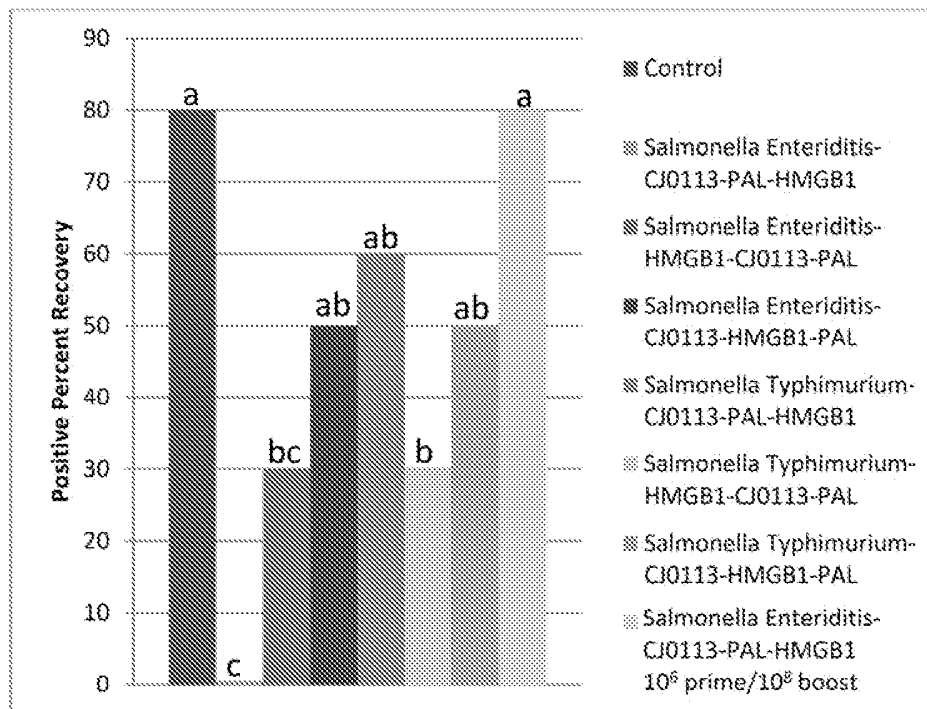 90
80
70
60
50
40
30
20
10
0
Positive Percent Recovery
a
c
bc
ab
ab
b
ab
a
Control
Salmonella Enteriditis-
CJ0113-PAL-HMGB1
Salmonella Enteriditis-
HMGB1-CJ0113-PAL
Salmonella Enteriditis-
CJ0113-HMGB1-PAL
Salmonella Typhimurium-
CJ0113-PAL-HMGB1
Salmonella Typhimurium-
HMGB1-CJ0113-PAL
Salmonella Typhimurium-
CJ0113-HMGB1-PAL
Salmonella Enteriditis-
CJ0113-PAL-HMGB1
10⁶ prime/10⁸ boost